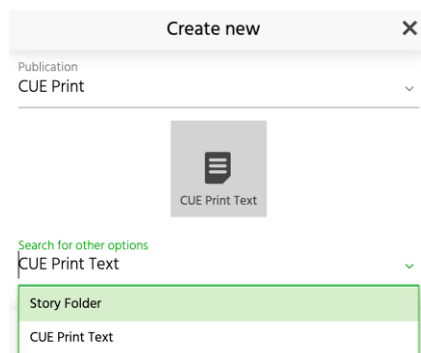 Create new
Publication
CUE Print
CUE Print Text
Search for other options
CUE Print Text
Story Folder
CUE Print Text